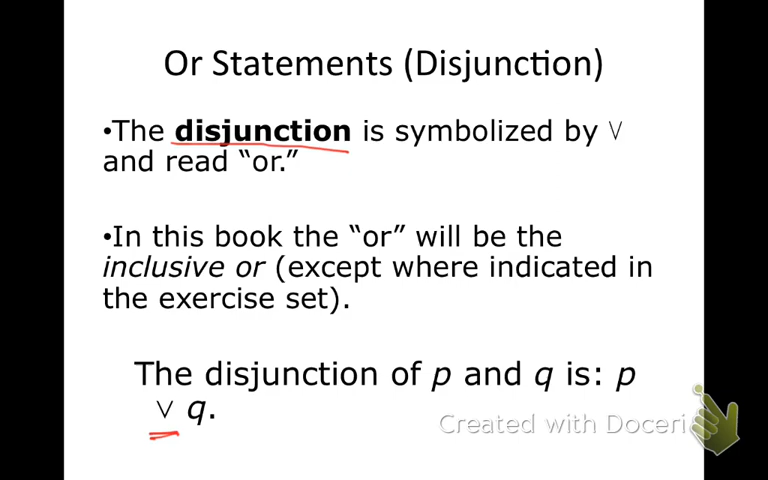 Or Statements (Disjunction)
•The disjunction is symbolized by ∨
and read “or.”
•In this book the “or” will be the
inclusive or (except where indicated in
the exercise set).
The disjunction of p and q is: p
∨ q.
Created with Doceri